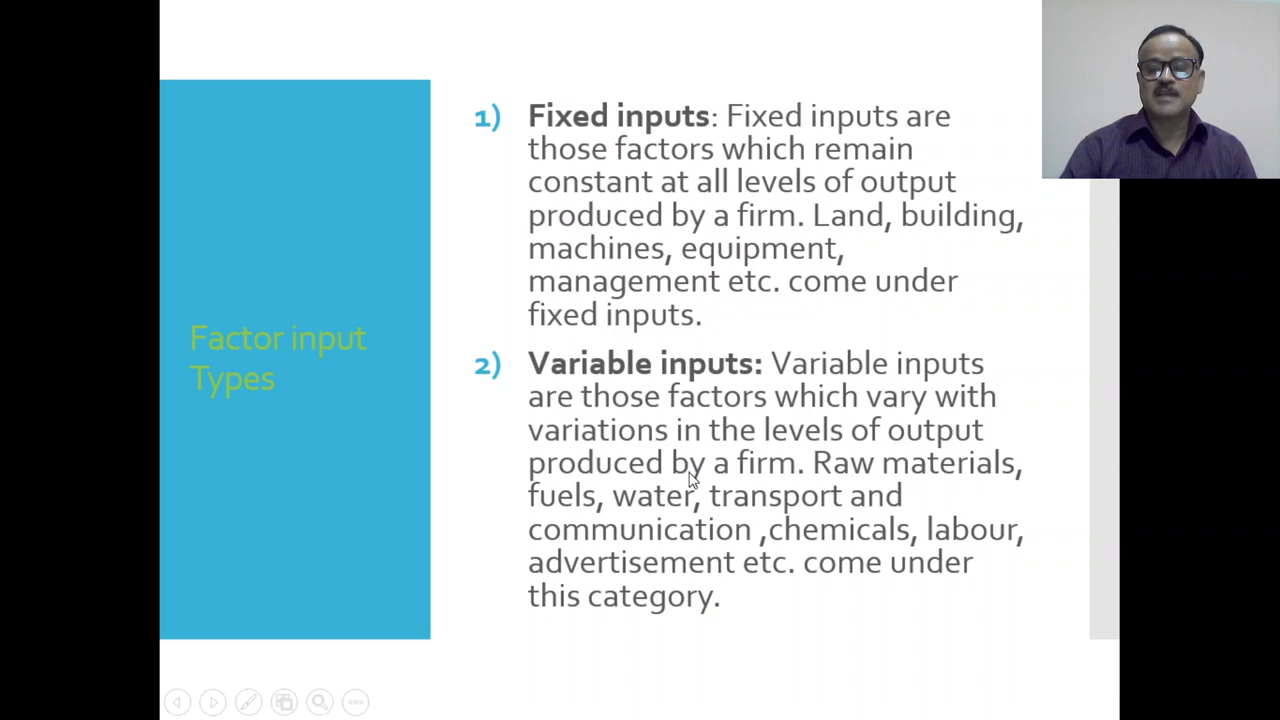 Factor input
Types
1) Fixed inputs: Fixed inputs are
those factors which remain
constant at all levels of output
produced by a firm. Land, building,
machines, equipment,
management etc. come under
fixed inputs.
2) Variable inputs: Variable inputs
are those factors which vary with
variations in the levels of output
produced by a firm. Raw materials,
fuels, water, transport and
communication ,chemicals, labour,
advertisement etc. come under
this category.